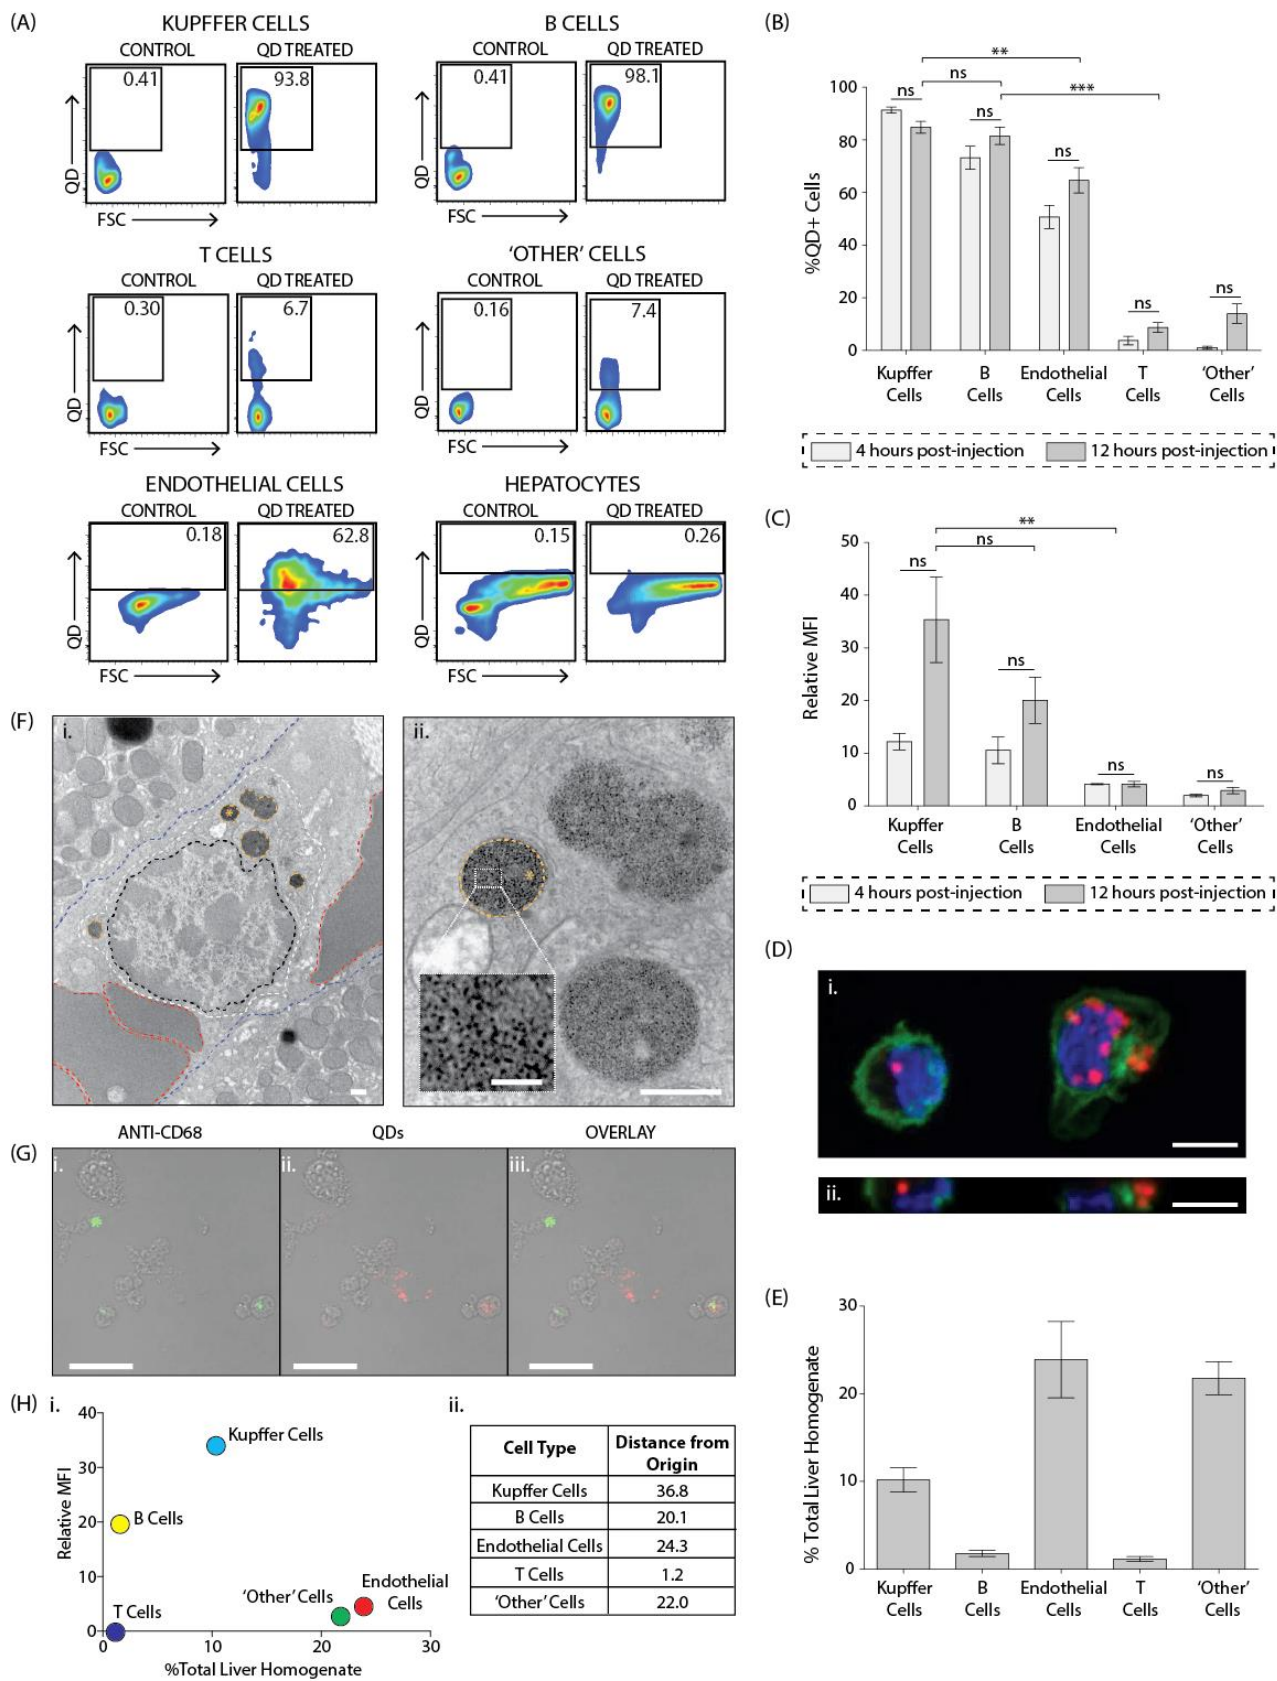 (A)
KUPFFER CELLS
CONTROL
QD TREATED
0.41
93.8
QD
FSC
B CELLS
CONTROL
QD TREATED
0.41
98.1
QD
FSC
T CELLS
CONTROL
QD TREATED
0.30
6.7
QD
FSC
‘OTHER’ CELLS
CONTROL
QD TREATED
0.16
7.4
QD
FSC
ENDOTHELIAL CELLS
CONTROL
QD TREATED
0.18
62.8
QD
FSC
HEPATOCYTES
CONTROL
QD TREATED
0.15
0.26
QD
FSC
(B)
**
ns
***
ns
ns
ns
ns
ns
100
80
60
40
20
0
%QD+ Cells
Kupffer
Cells
B
Cells
Endothelial
Cells
T
Cells
‘Other’
Cells
4 hours post-injection
12 hours post-injection
(C)
**
ns
ns
ns
ns
ns
50
40
30
20
10
0
Relative MFI
Kupffer
Cells
B
Cells
Endothelial
Cells
‘Other’
Cells
4 hours post-injection
12 hours post-injection
(D)
i.
ii.
(E)
30
20
10
0
% Total Liver Homogenate
Kupffer
Cells
B
Cells
Endothelial
Cells
T
Cells
‘Other’
Cells
(F)
i.
*
ii.
*
(G)
ANTI-CD68
QDs
OVERLAY
i.
ii.
iii.
(H)
i.
40
30
20
10
0
Relative MFI
Kupffer Cells
B Cells
T Cells
‘Other’ Cells
Endothelial
Cells
0
10
20
30
%Total Liver Homogenate
ii.
Cell Type
Distance from
Origin
Kupffer Cells
36.8
B Cells
20.1
Endothelial Cells
24.3
T Cells
1.2
‘Other’ Cells
22.0